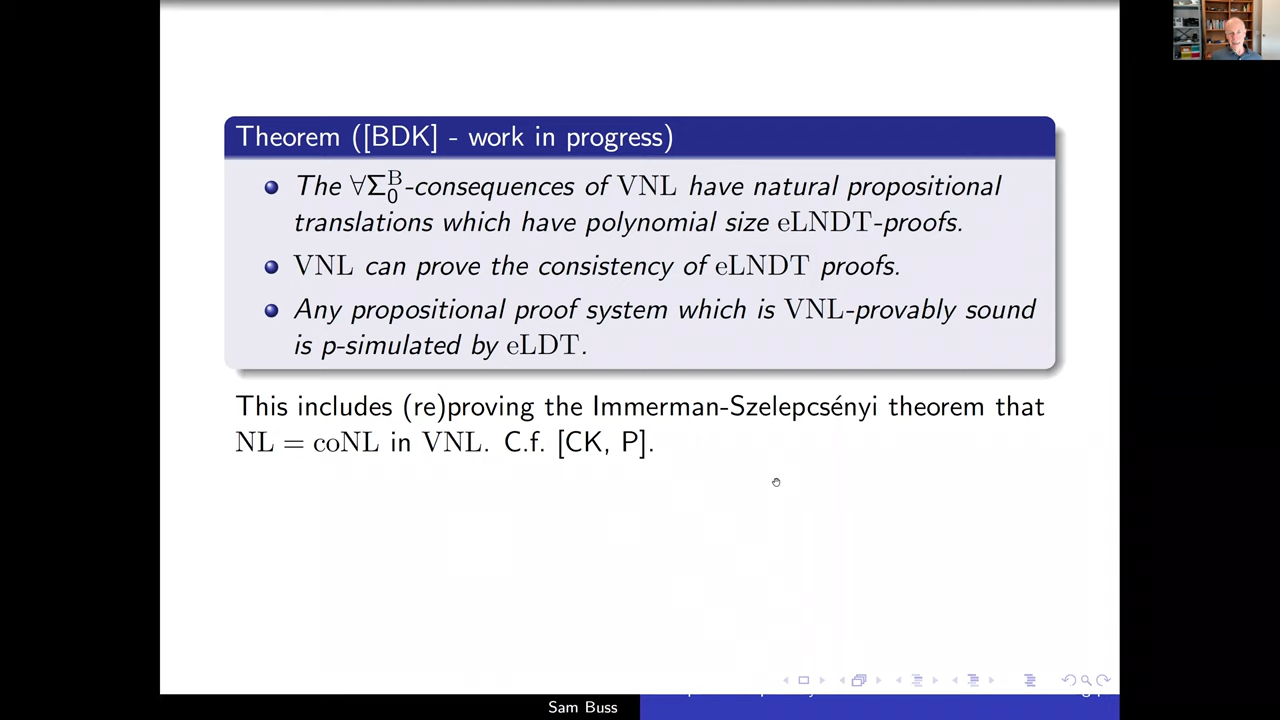 Theorem ([BDK] - work in progress)
The ∀Σ₀ᴮ-consequences of VNL have natural propositional
translations which have polynomial size eLNDT-proofs.
VNL can prove the consistency of eLNDT proofs.
Any propositional proof system which is VNL-provably sound
is p-simulated by eLDT.
This includes (re)proving the Immerman-Szelepcsényi theorem that
NL = coNL in VNL. C.f. [CK, P].
Sam Buss